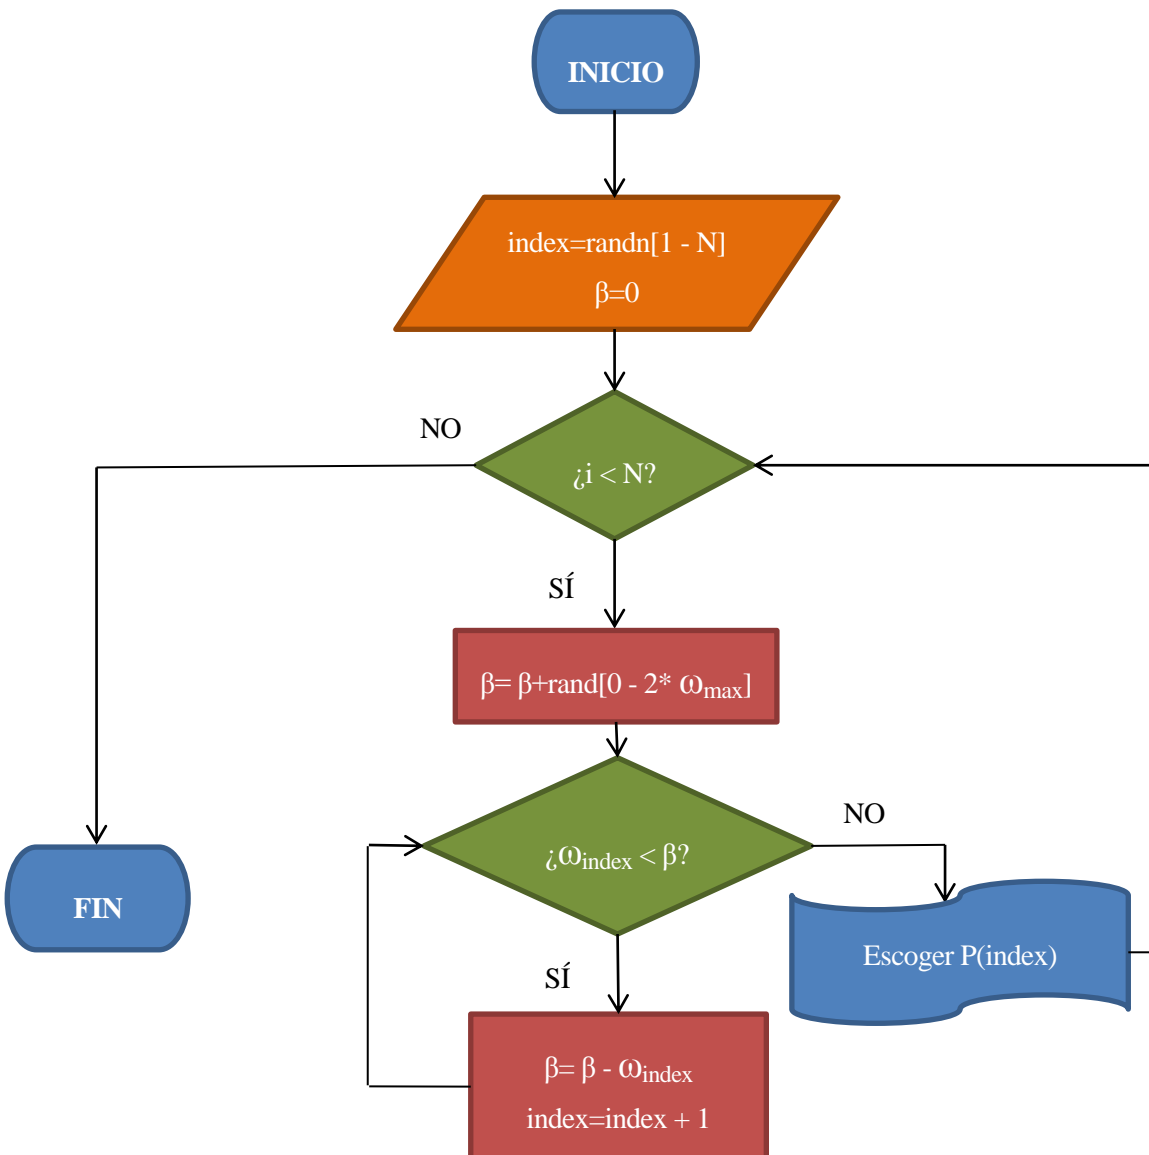 INICIO
index=randn[1 - N]
β=0
NO
¿i < N?
SÍ
β= β+rand[0 - 2* ωmax]
NO
¿ωindex < β?
FIN
Escoger P(index)
SÍ
β= β - ωindex
index=index + 1